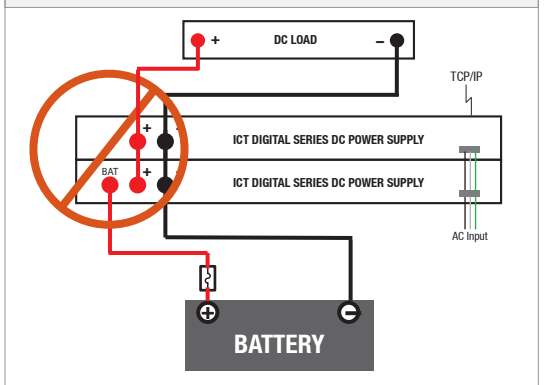 + DC LOAD –
TCP/IP
+ -
ICT DIGITAL SERIES DC POWER SUPPLY
BAT + -
ICT DIGITAL SERIES DC POWER SUPPLY
AC Input
+ –
BATTERY